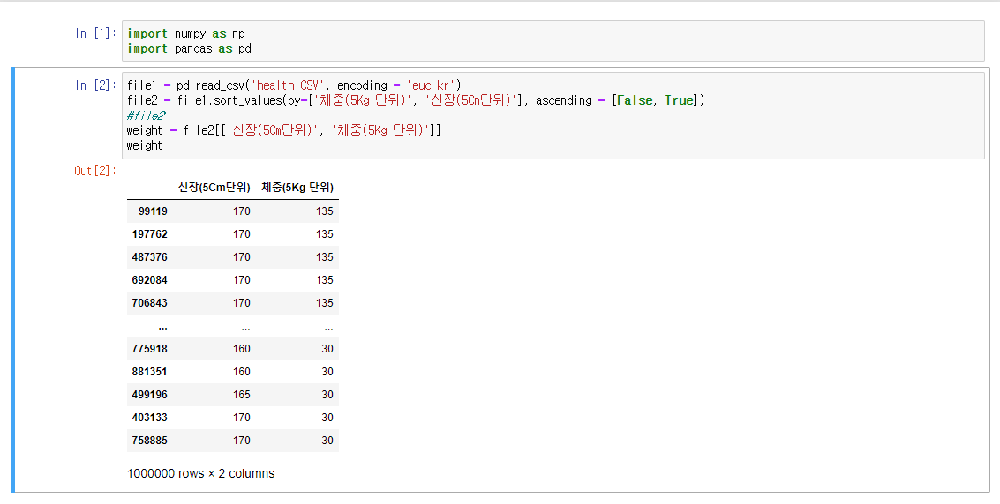 In [1]: import numpy as np
import pandas as pd
In [2]: file1 = pd.read_csv('health.CSV', encoding = 'euc-kr')
file2 = file1.sort_values(by=['체중(5Kg 단위)', '신장(5Cm단위)'], ascending = [False, True])
#file2
weight = file2[['신장(5Cm단위)', '체중(5Kg 단위)']]
weight
Out[2]:
신장(5Cm단위) 체중(5Kg 단위)
99119 170 135
197762 170 135
487376 170 135
692084 170 135
706843 170 135
... ... ...
775918 160 30
881351 160 30
499196 165 30
403133 170 30
758885 170 30
1000000 rows × 2 columns